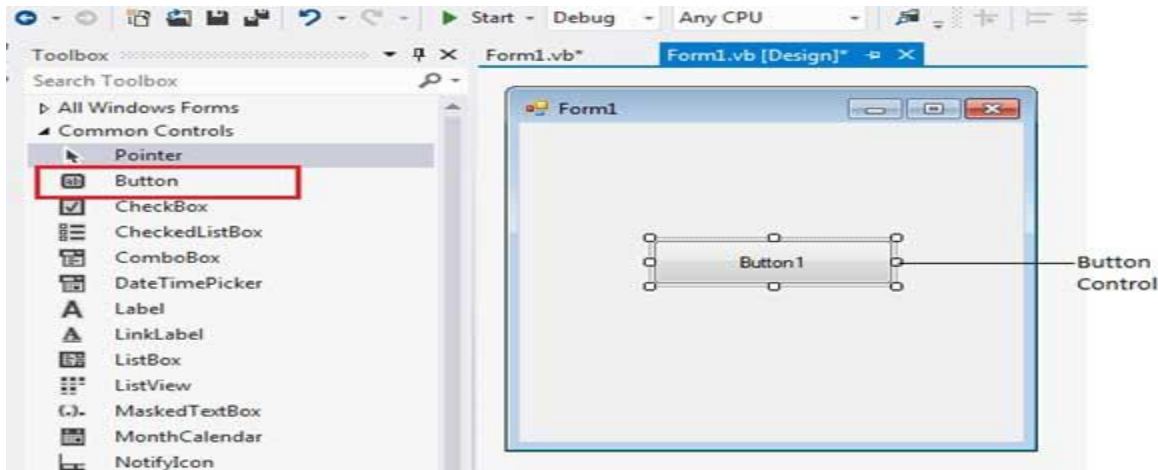 Start Debug Any CPU
Toolbox
Form1.vb* Form1.vb [Design]*
Search Toolbox
All Windows Forms
Form1
Common Controls
Pointer
Button
CheckBox
CheckedListBox
ComboBox
Button1
Button
Control
DateTimePicker
Label
LinkLabel
ListBox
ListView
MaskedTextBox
MonthCalendar
NotifyIcon